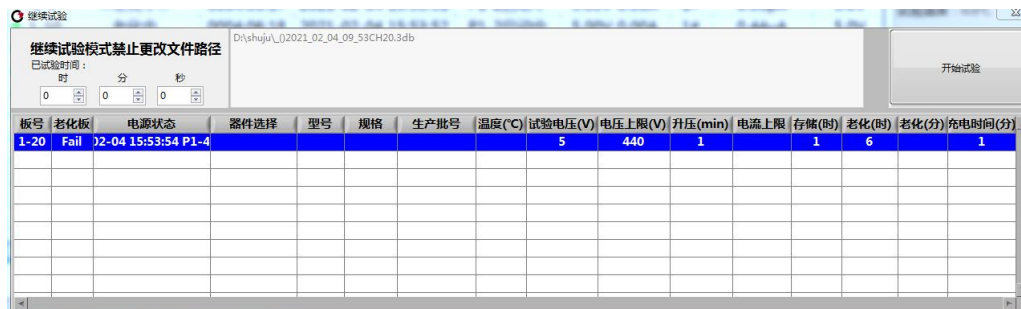 继续试验
继续试验模式禁止更改文件路径
已试验时间：
时 分 秒
0 0 0
D:\shuju\_()2021_02_04_09_53CH20.3db
开始试验
板号 老化板 电源状态 器件选择 型号 规格 生产批号 温度(℃) 试验电压(V) 电压上限(V) 升压(min) 电流上限 存储(时) 老化(时) 老化(分) 充电时间(分)
1-20 Fail 02-04 15:53:54 P1-4 5 440 1 1 6 1